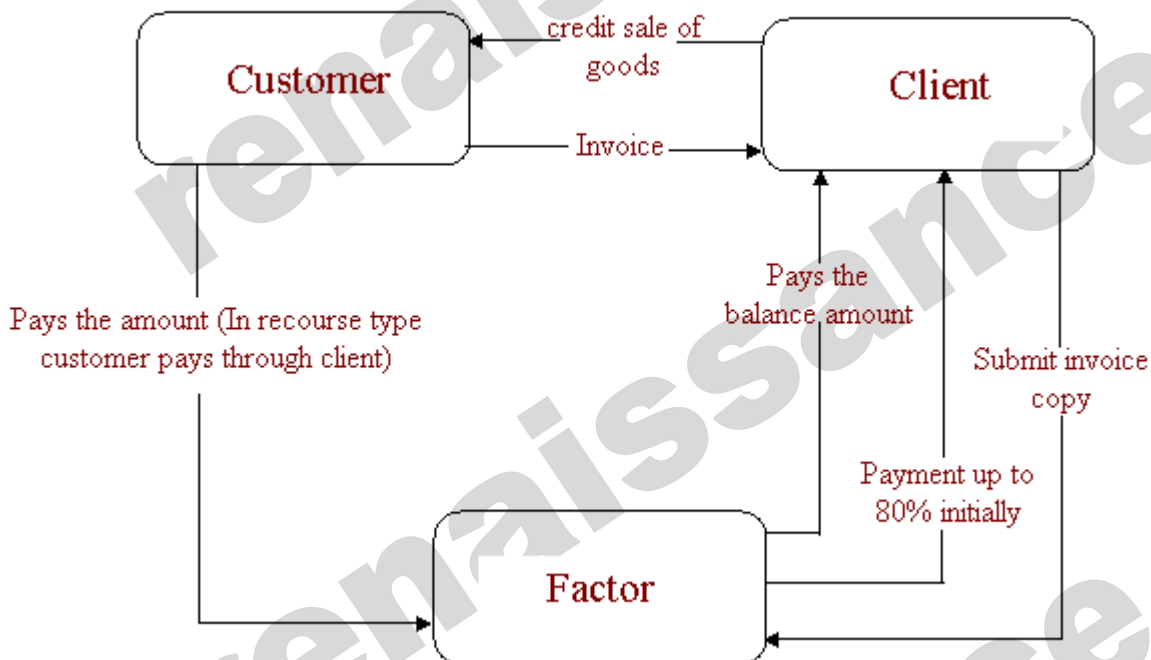 credit sale of
goods
Customer
Client
Invoice
Pays the
balance amount
Pays the amount (In recourse type
customer pays through client)
Submit invoice
copy
Payment up to
80% initially
Factor
renaissance
renaissance